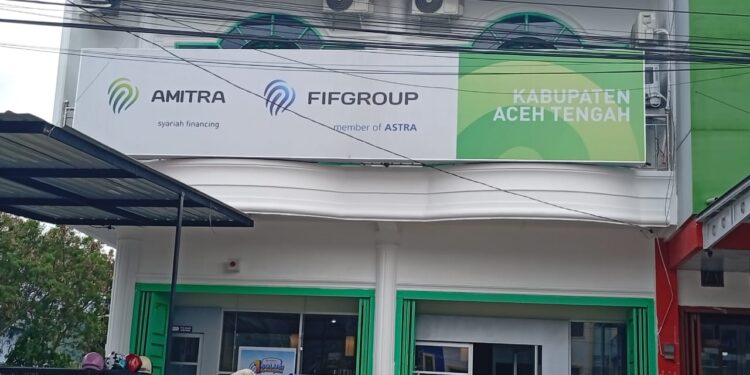 AMITRA
syariah financing
FIFGROUP
member of ASTRA
KABUPATEN
ACEH TENGAH